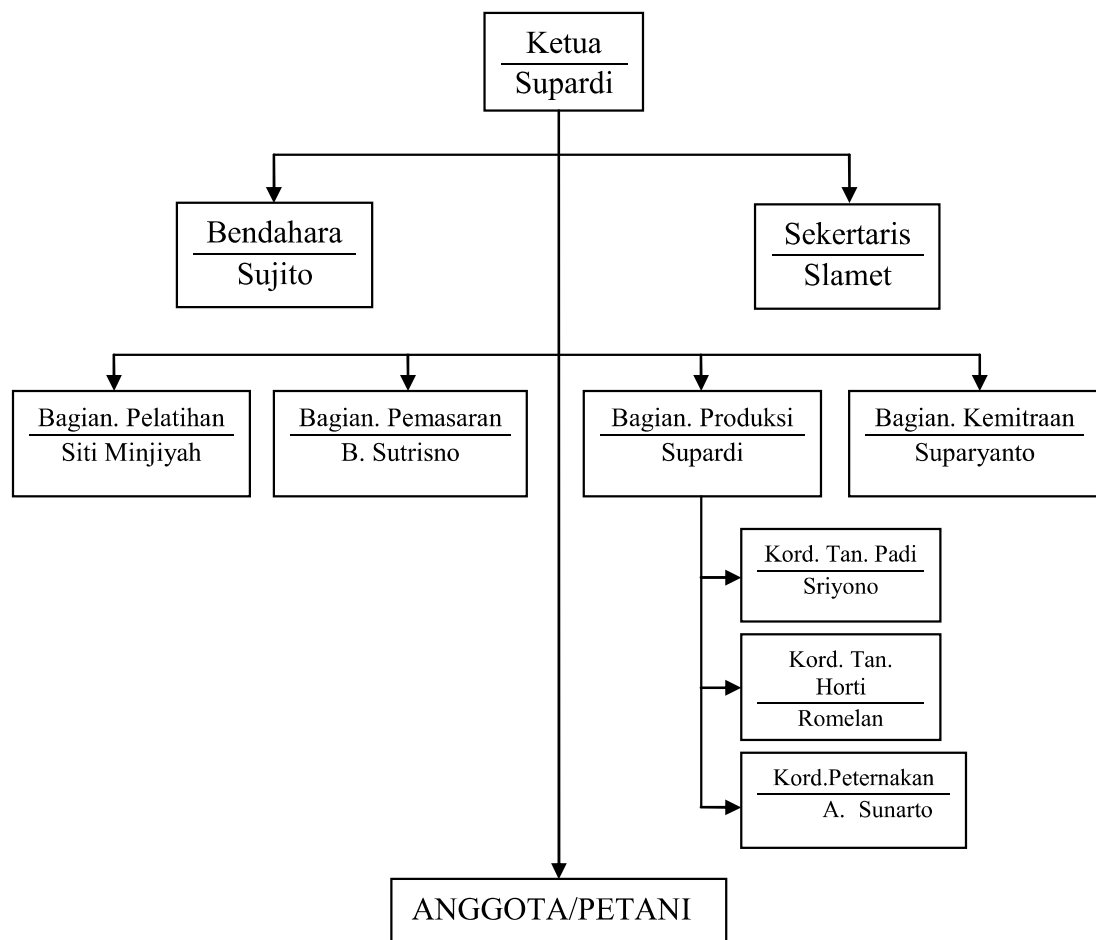 Ketua
Supardi
Bendahara
Sujito
Sekertaris
Slamet
Bagian. Pelatihan
Siti Minjiyah
Bagian. Pemasaran
B. Sutrisno
Bagian. Produksi
Supardi
Bagian. Kemitraan
Suparyanto
Kord. Tan. Padi
Sriyono
Kord. Tan.
Horti
Romelan
Kord.Peternakan
A. Sunarto
ANGGOTA/PETANI